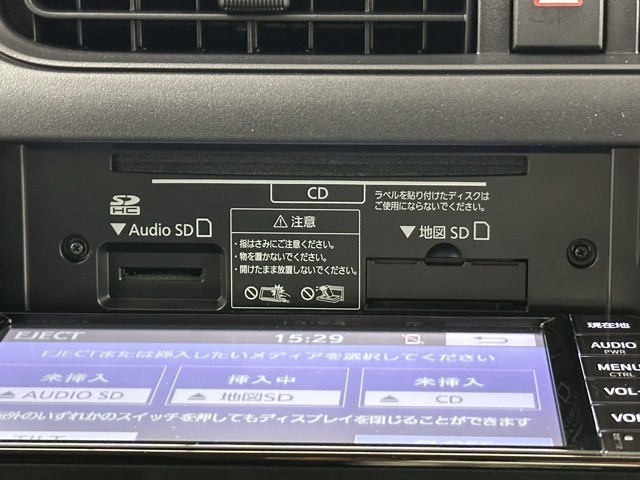 CD
ラベルを貼り付けたディスクは
ご使用にならないでください。
SD
HC
▼Audio SD
⚠注意
・指はさみにご注意ください。
・物を置かないでください。
・開けたまま放置しないでください。
▼地図 SD
EJECT
15:29
EJECTまたは挿入したいメディアを選択してください
未挿入
▲AUDIO SD
挿入中
▲地図SD
未挿入
▲CD
のいずれかのスイッチを押してもディスプレイを閉じることができます
現在地
AUDIO
PWR
MENU
CTRL
VOL
VO